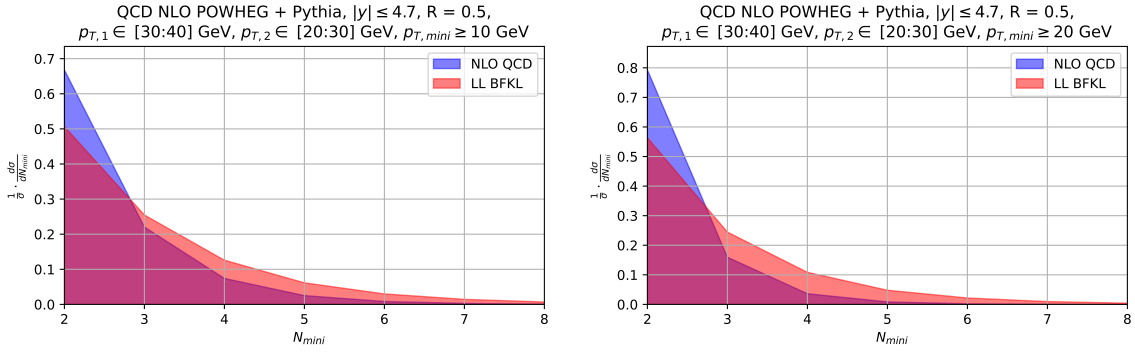 QCD NLO POWHEG + Pythia, |y| ≤ 4.7, R = 0.5,
p_{T,1} ∈ [30:40] GeV, p_{T,2} ∈ [20:30] GeV, p_{T,mini} ≥ 10 GeV
NLO QCD
LL BFKL
0.7
0.6
0.5
0.4
0.3
0.2
0.1
0.0
\frac{1}{σ} · \frac{dσ}{dN_{mini}}
2 3 4 5 6 7 8
N_{mini}
QCD NLO POWHEG + Pythia, |y| ≤ 4.7, R = 0.5,
p_{T,1} ∈ [30:40] GeV, p_{T,2} ∈ [20:30] GeV, p_{T,mini} ≥ 20 GeV
NLO QCD
LL BFKL
0.8
0.7
0.6
0.5
0.4
0.3
0.2
0.1
0.0
\frac{1}{σ} · \frac{dσ}{dN_{mini}}
2 3 4 5 6 7 8
N_{mini}